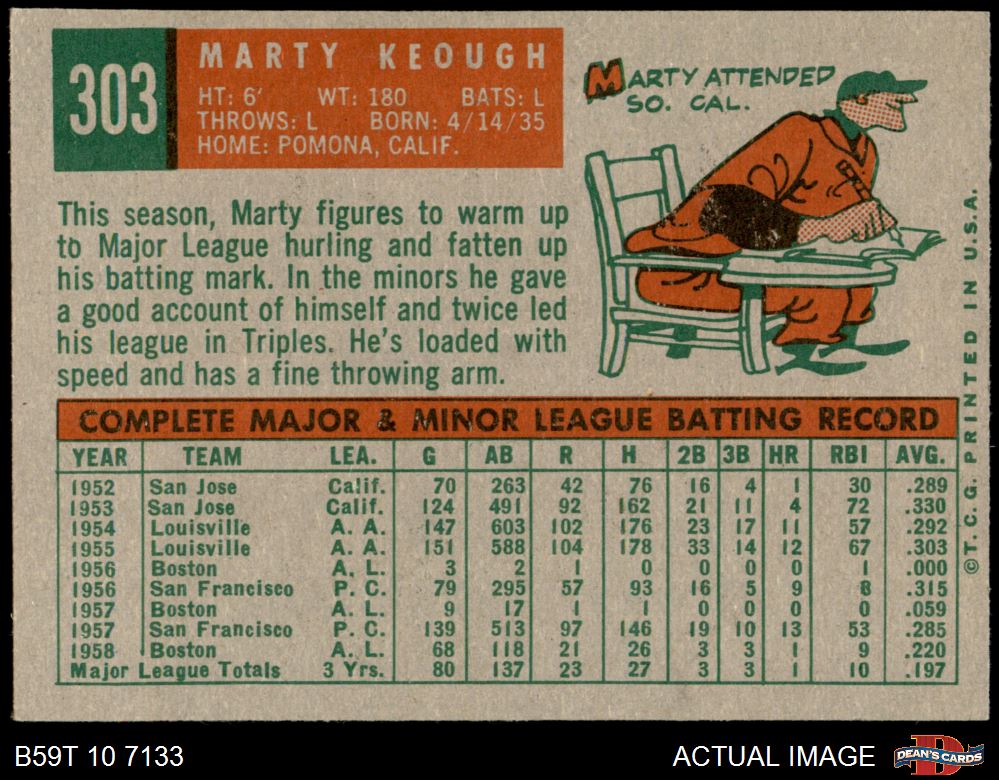 303
MARTY KEOUGH
HT: 6' WT: 180 BATS: L
THROWS: L BORN: 4/14/35
HOME: POMONA, CALIF.
MARTY ATTENDED
SO. CAL.
This season, Marty figures to warm up
to Major League hurling and fatten up
his batting mark. In the minors he gave
a good account of himself and twice led
his league in Triples. He's loaded with
speed and has a fine throwing arm.
COMPLETE MAJOR & MINOR LEAGUE BATTING RECORD
YEAR TEAM LEA. G AB R H 2B 3B HR RBI AVG.
1952 San Jose Calif. 70 263 42 76 16 4 1 30 .289
1953 San Jose Calif. 124 491 92 162 21 11 4 72 .330
1954 Louisville A. A. 147 603 102 176 23 17 11 57 .292
1955 Louisville A. A. 151 588 104 178 33 14 12 67 .303
1956 Boston A. L. 3 2 1 0 0 0 0 1 .000
1956 San Francisco P. C. 79 295 57 93 16 5 9 8 .315
1957 Boston A. L. 9 17 1 1 0 0 0 0 .059
1957 San Francisco P. C. 139 513 97 146 19 10 13 53 .285
1958 Boston A. L. 68 118 21 26 3 3 1 9 .220
Major League Totals 3 Yrs. 80 137 23 27 3 3 1 10 .197
© T. C. G. PRINTED IN U.S.A.
B59T 10 7133
ACTUAL IMAGE
DEAN'S CARDS